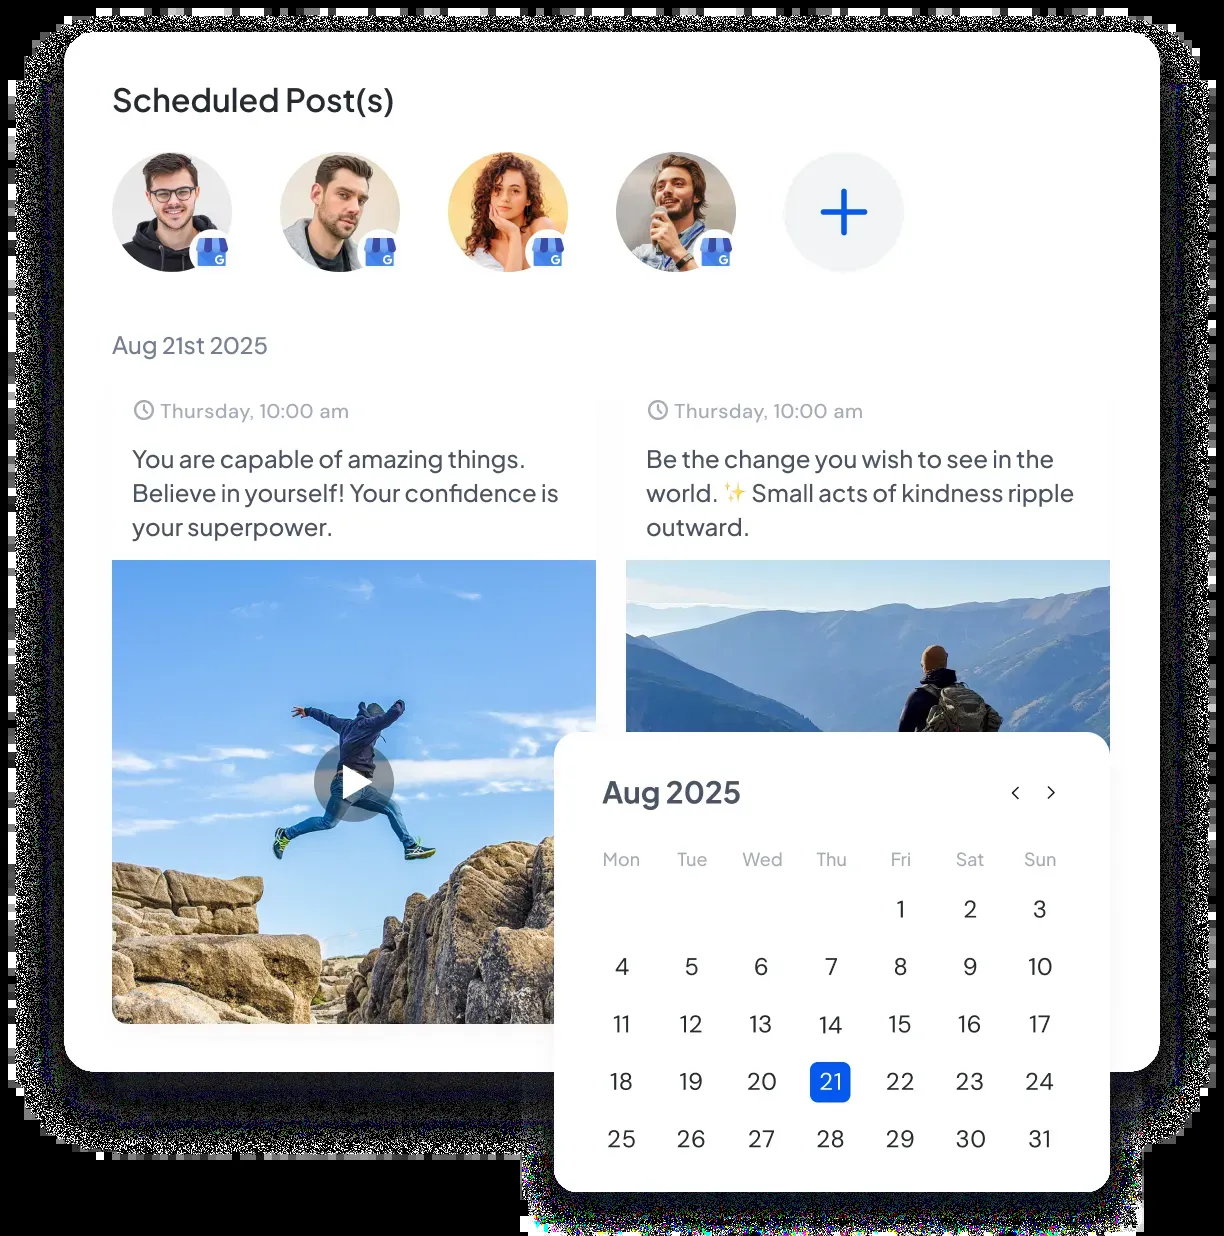 Scheduled Post(s)
G G G G
Aug 21st 2025
Thursday, 10:00 am
You are capable of amazing things.
Believe in yourself! Your confidence is
your superpower.
Thursday, 10:00 am
Be the change you wish to see in the
world. ✨ Small acts of kindness ripple
outward.
Aug 2025
Mon Tue Wed Thu Fri Sat Sun
1 2 3
4 5 6 7 8 9 10
11 12 13 14 15 16 17
18 19 20 21 22 23 24
25 26 27 28 29 30 31